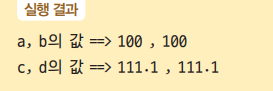 실행 결과
a, b의 값 ==> 100 , 100
c, d의 값 ==> 111.1 , 111.1